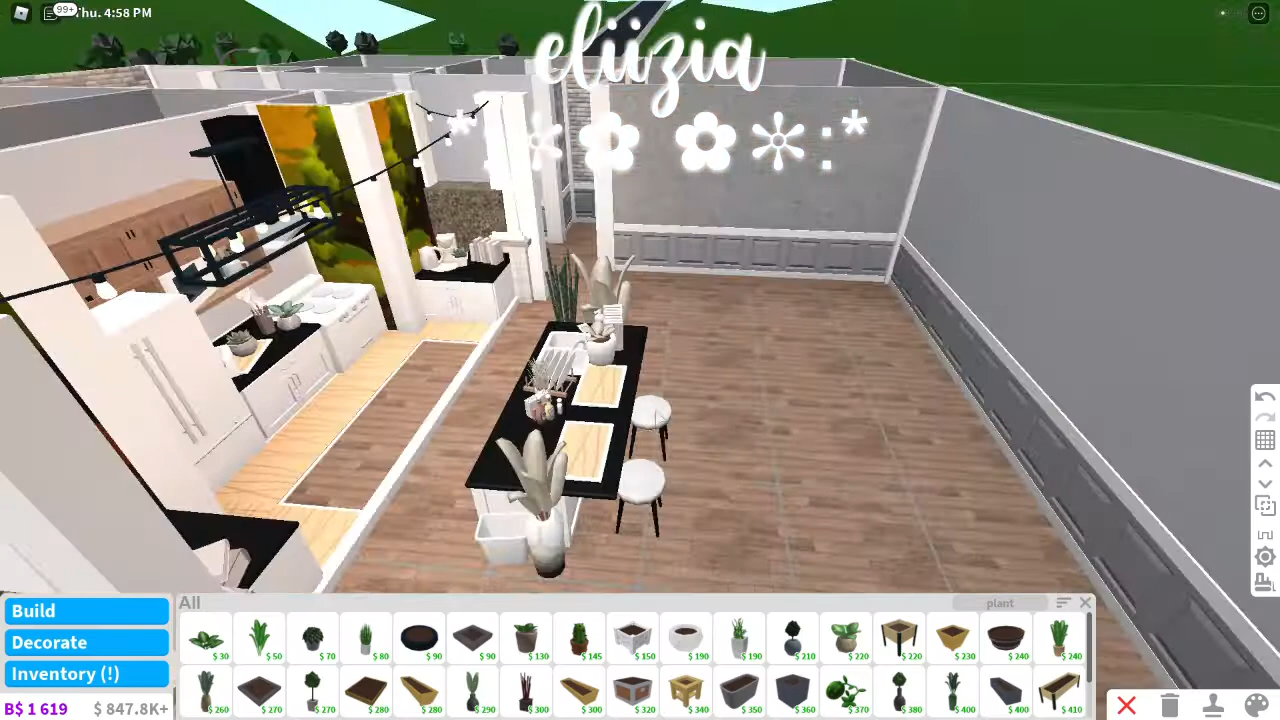 99+
Thu. 4:58 PM
eliizia
Build
Decorate
Inventory (!)
B$ 1 619
$ 847.8K+
All
plant
$30 $50 $70 $80 $90 $90 $130 $145 $150 $190 $190 $210 $220 $220 $230 $240 $240
$260 $270 $270 $280 $280 $290 $300 $300 $320 $340 $350 $360 $370 $380 $400 $400 $410